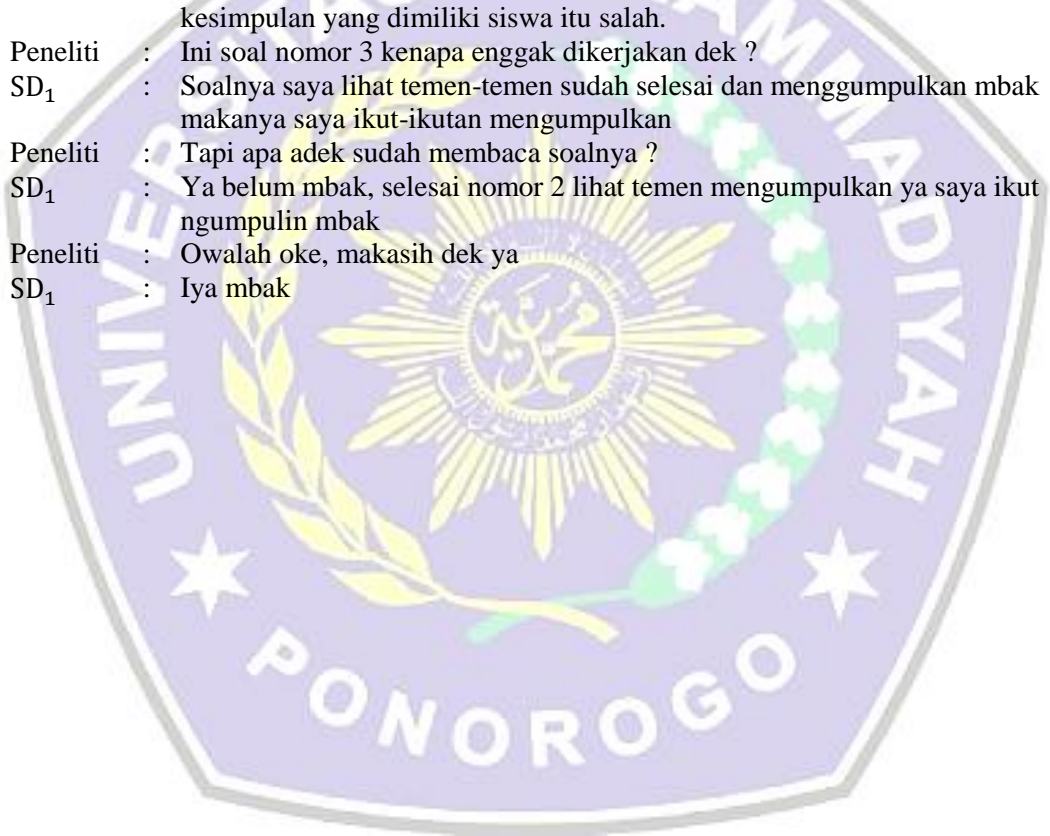 kesimpulan yang dimiliki siswa itu salah.
Peneliti : Ini soal nomor 3 kenapa enggak dikerjakan dek ?
SD₁ : Soalnya saya lihat temen-temen sudah selesai dan menggumpulkan mbak
makanya saya ikut-ikutan mengumpulkan
Peneliti : Tapi apa adek sudah membaca soalnya ?
SD₁ : Ya belum mbak, selesai nomor 2 lihat temen mengumpulkan ya saya ikut
ngumpulin mbak
Peneliti : Owalah oke, makasih dek ya
SD₁ : Iya mbak
PONOROGO